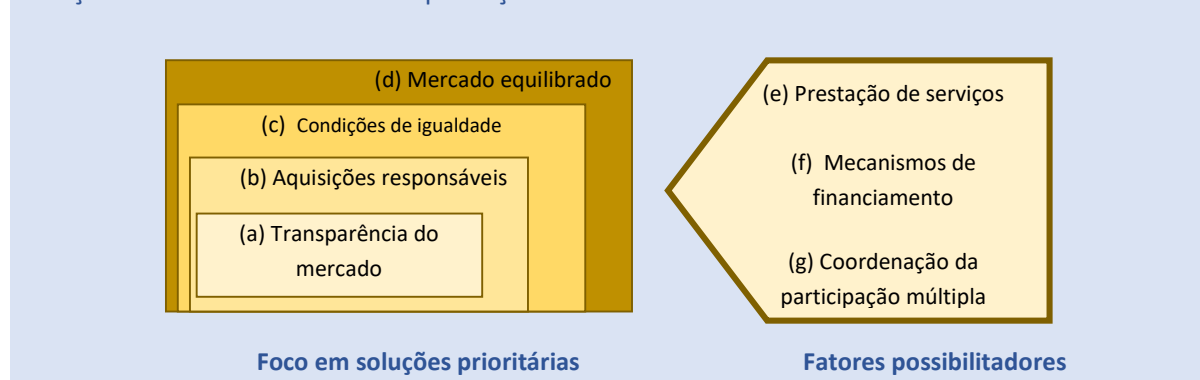 (d) Mercado equilibrado
(c) Condições de igualdade
(b) Aquisições responsáveis
(a) Transparência do
mercado
(e) Prestação de serviços
(f) Mecanismos de
financiamento
(g) Coordenação da
participação múltipla
Foco em soluções prioritárias
Fatores possibilitadores